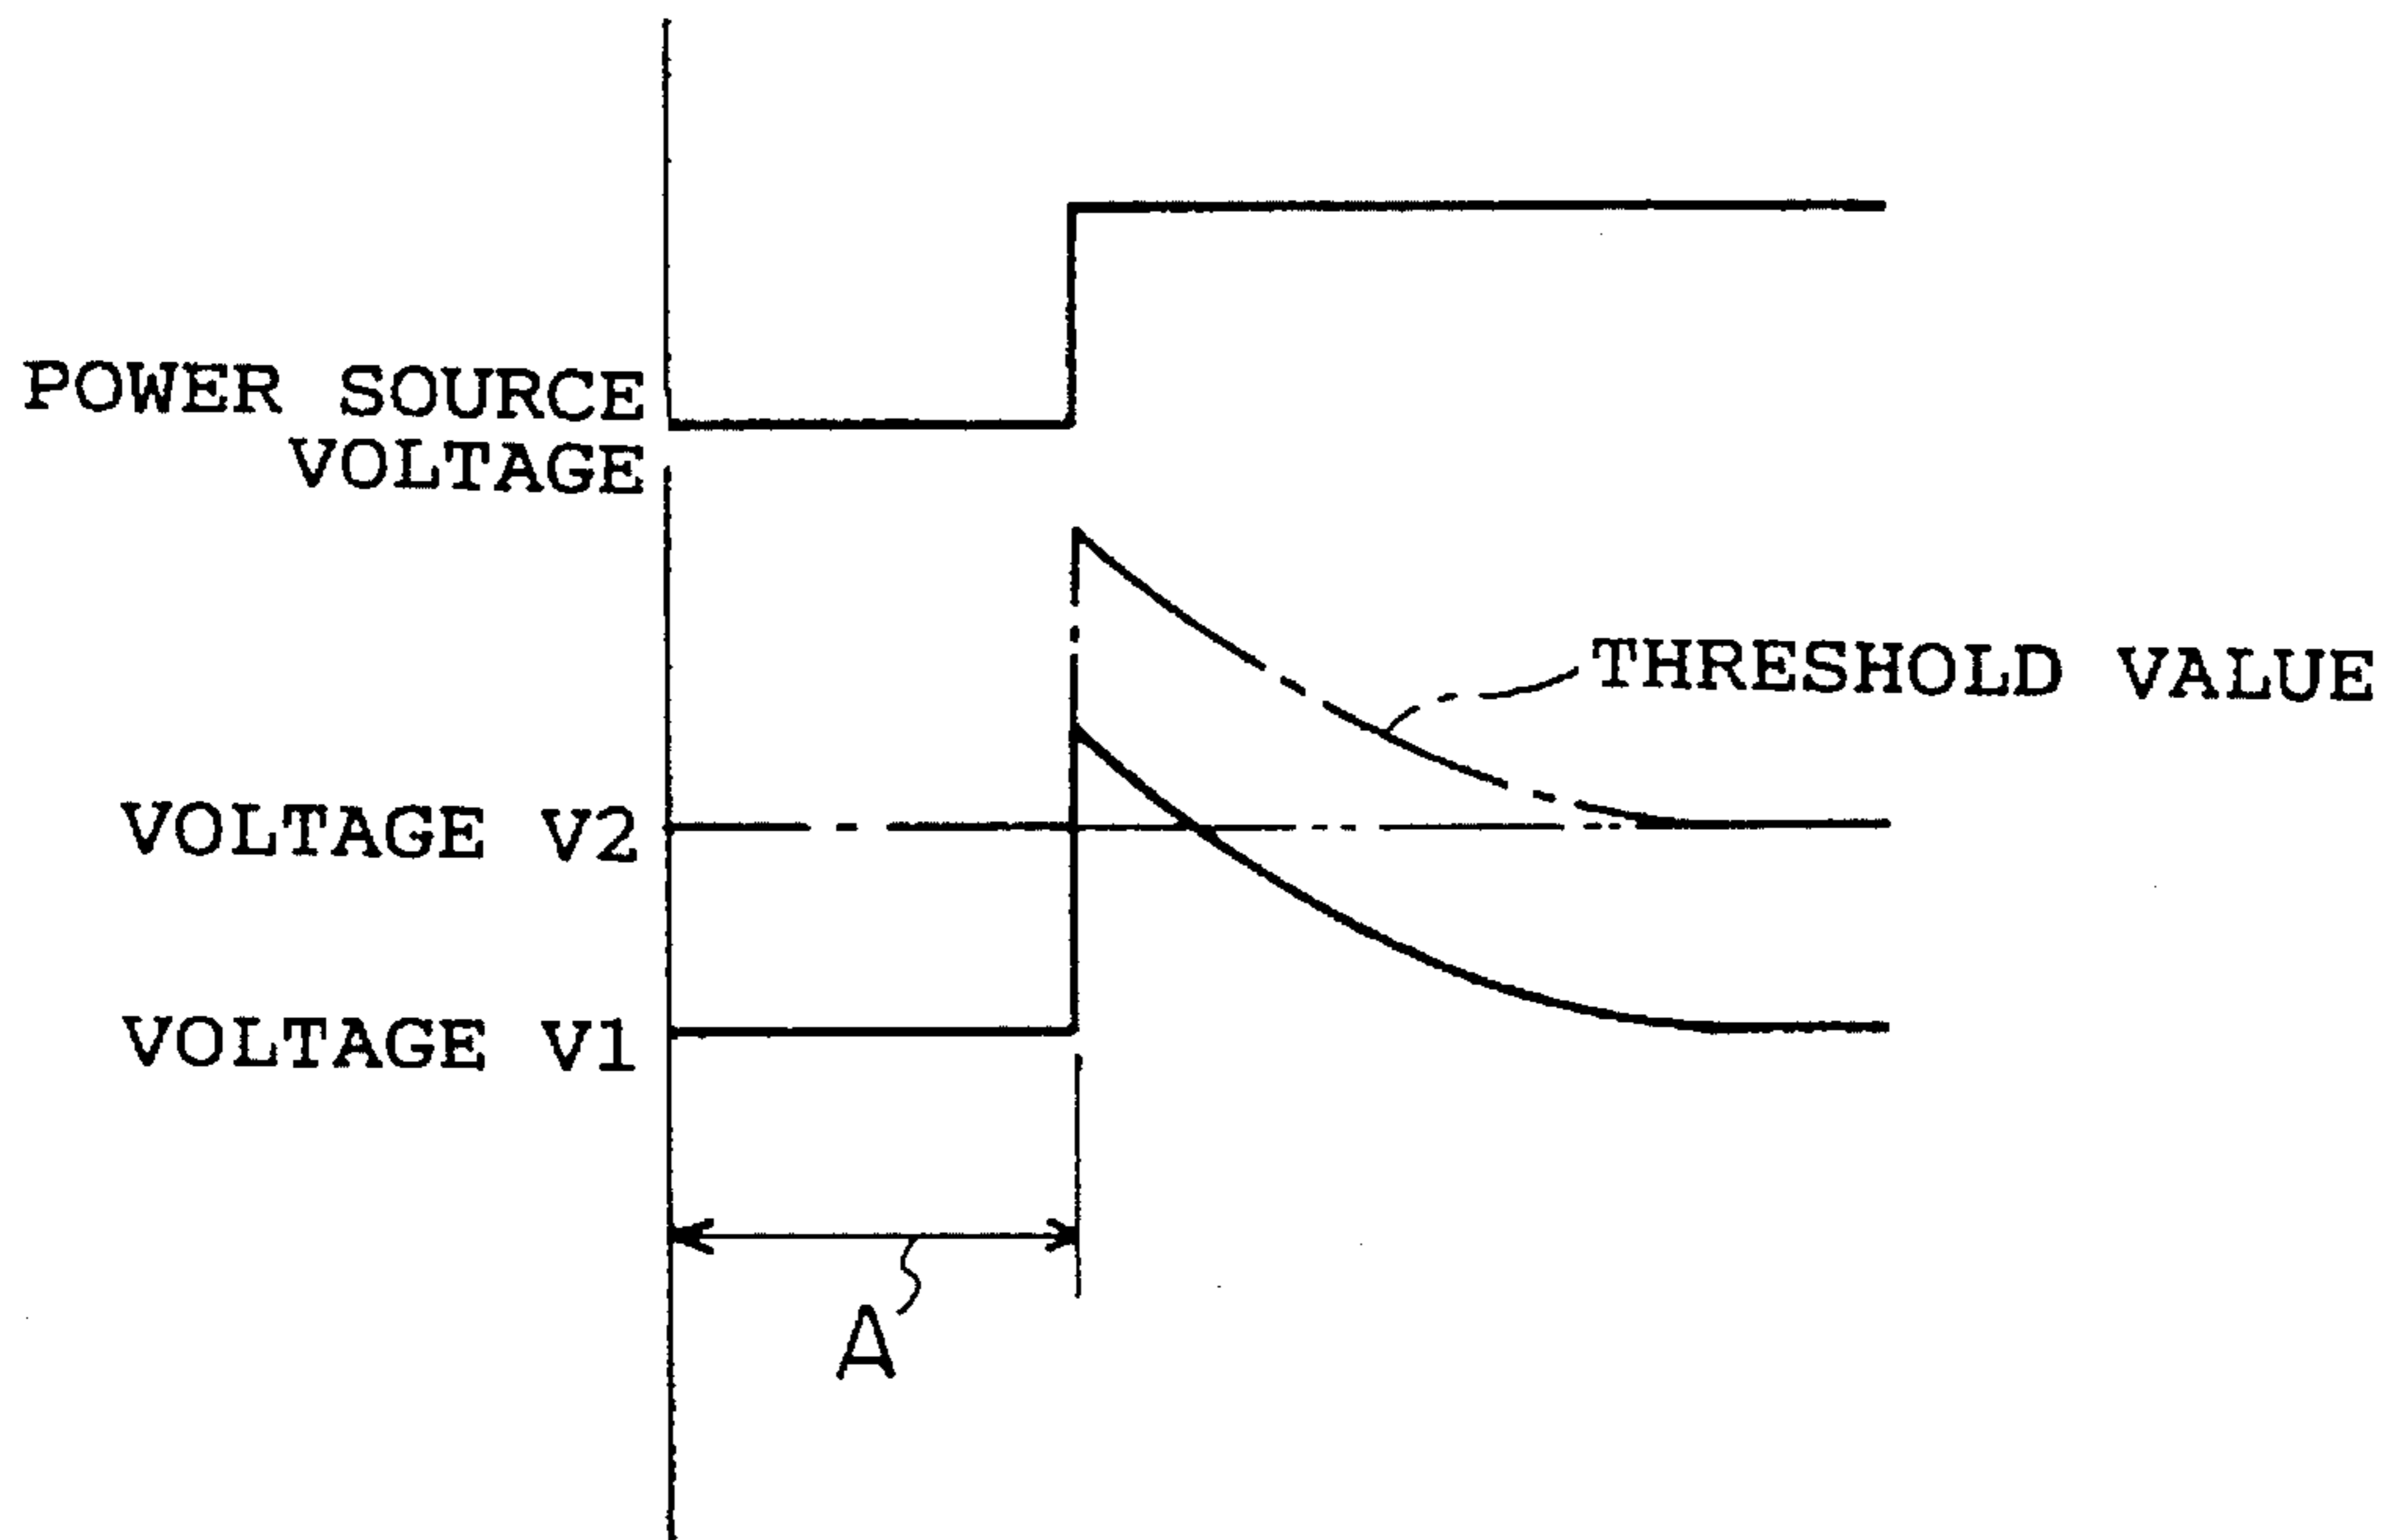 POWER SOURCE
VOLTAGE
THRESHOLD VALUE
VOLTAGE V2
VOLTAGE V1
A